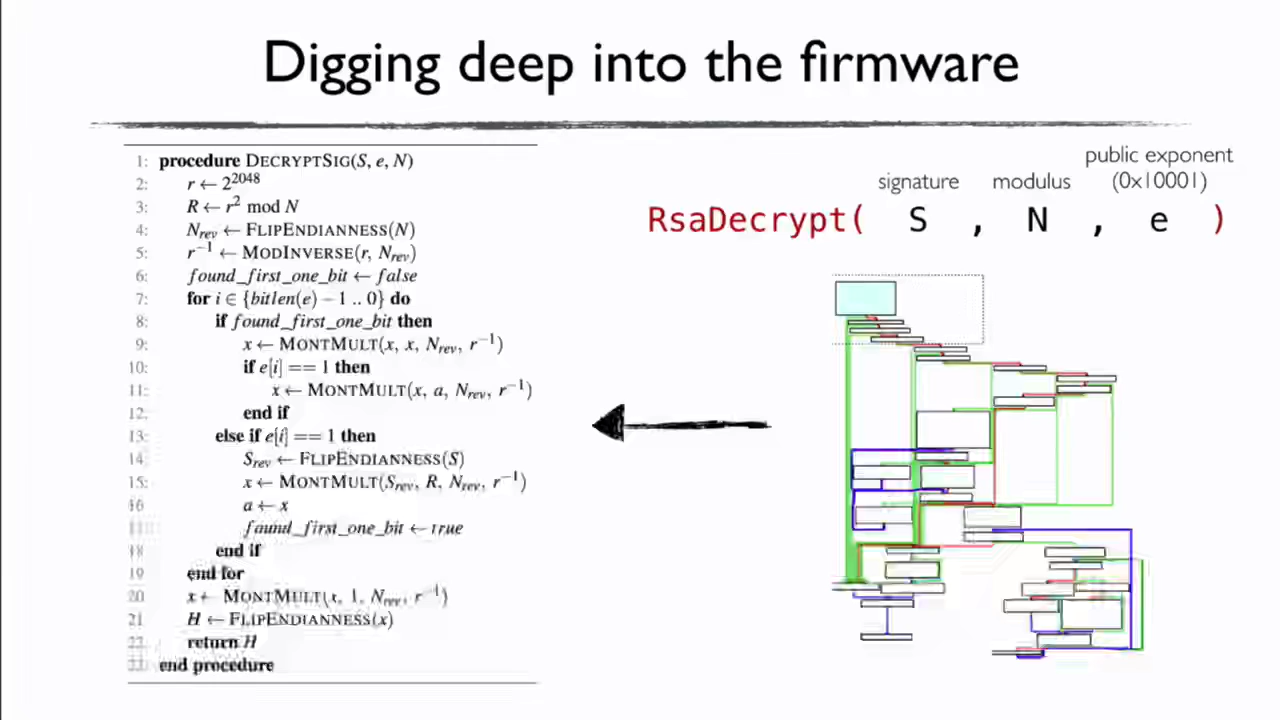 Digging deep into the firmware
1: procedure DECRYPTSIG(S, e, N)
2: r ← 2^2048
3: R ← r^2 mod N
4: N_rev ← FLIPENDIANNESS(N)
5: r^−1 ← MODINVERSE(r, N_rev)
6: found_first_one_bit ← false
7: for i ∈ {bitlen(e) − 1 .. 0} do
8: if found_first_one_bit then
9: x ← MONTMULT(x, x, N_rev, r^−1)
10: if e[i] == 1 then
11: x ← MONTMULT(x, a, N_rev, r^−1)
12: end if
13: else if e[i] == 1 then
14: S_rev ← FLIPENDIANNESS(S)
15: x ← MONTMULT(S_rev, R, N_rev, r^−1)
16 a ← x
found_first_one_bit ← true
18 end if
19 end for
20 x ← MONTMULT(x, 1, N_rev, r^−1)
21 H ← FLIPENDIANNESS(x)
22 return H
23 end procedure
public exponent
signature modulus (0x10001)
RsaDecrypt( S , N , e )